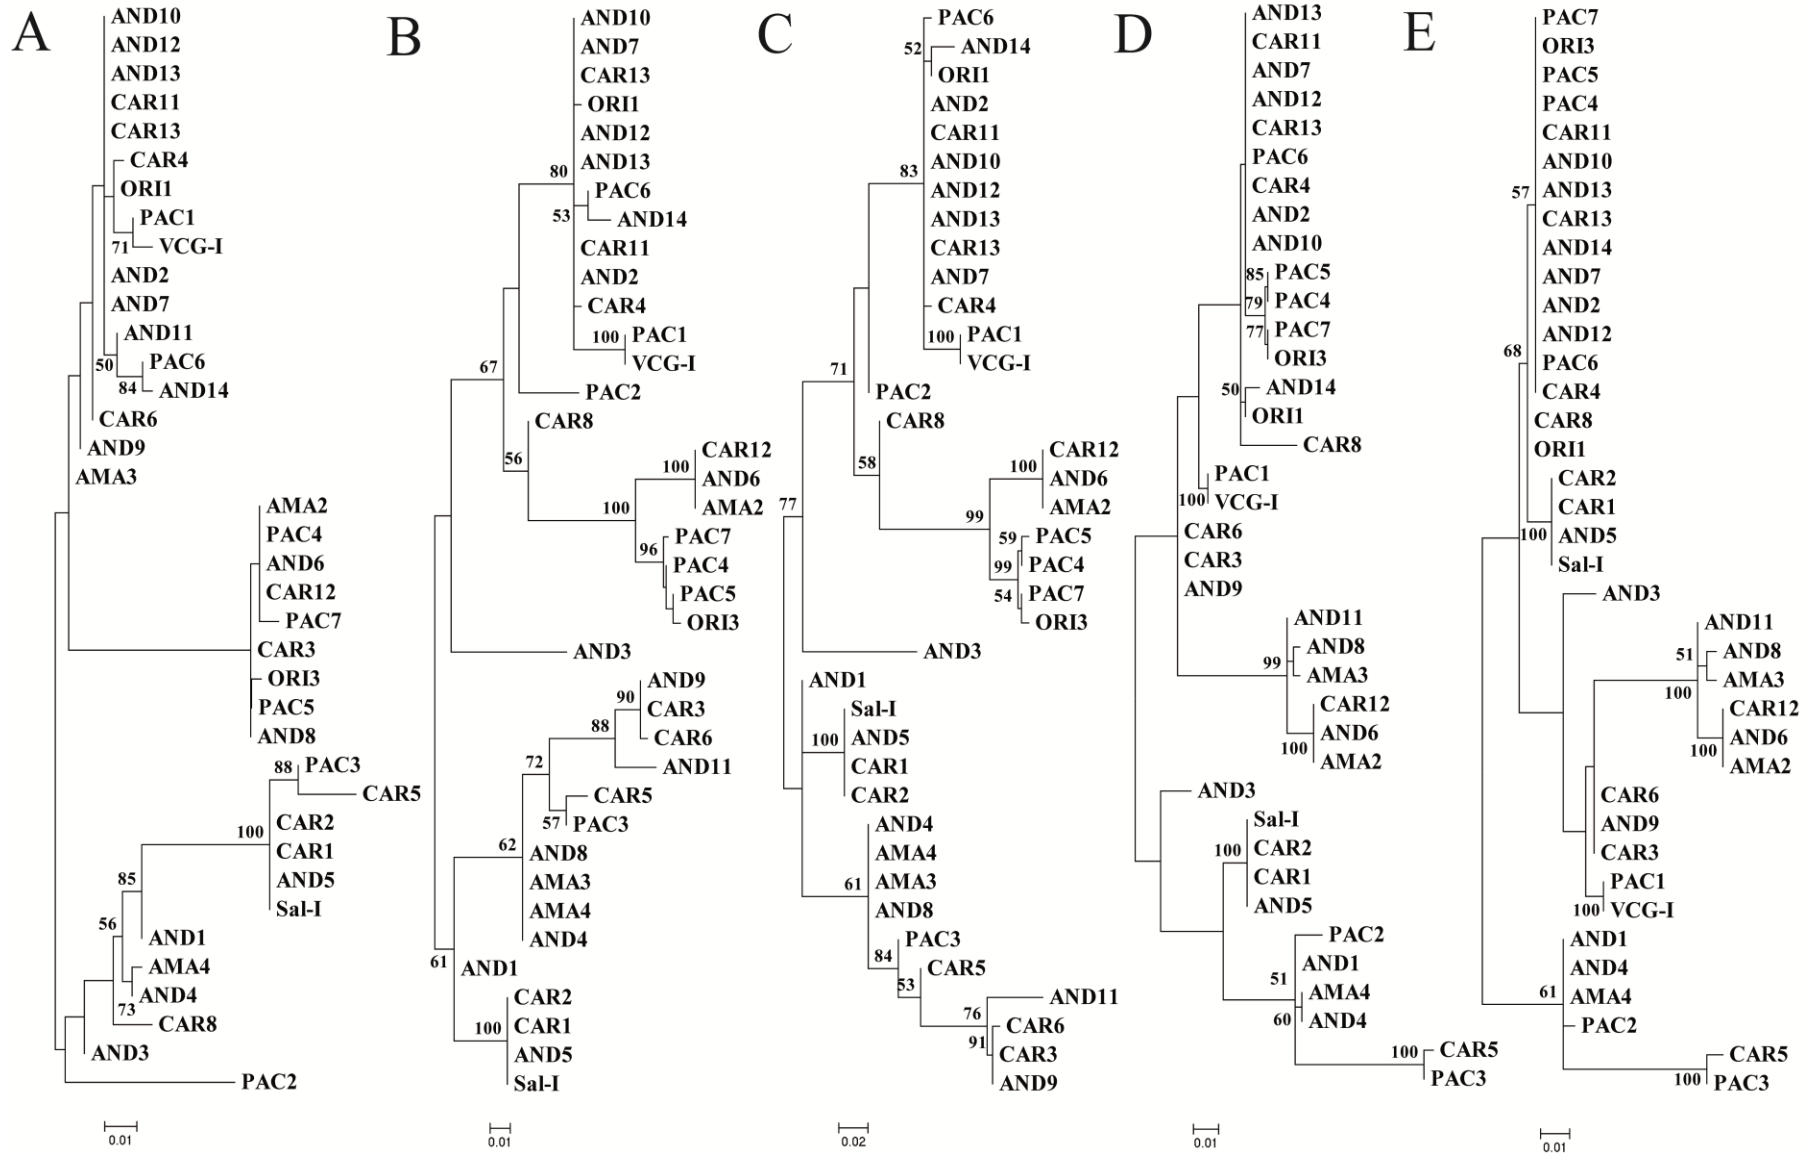 A
AND10
AND12
AND13
CAR11
CAR13
CAR4
ORI1
PAC1
71
VCG-I
AND2
AND7
AND11
50
PAC6
84
AND14
CAR6
AND9
AMA3
AMA2
PAC4
AND6
CAR12
PAC7
CAR3
ORI3
PAC5
AND8
88
PAC3
CAR5
100
CAR2
CAR1
AND5
Sal-I
85
56
AND1
AMA4
AND4
73
CAR8
AND3
PAC2
0.01
B
AND10
AND7
CAR13
ORI1
AND12
AND13
80
PAC6
53
AND14
CAR11
AND2
CAR4
100
PAC1
VCG-I
67
PAC2
CAR8
56
CAR12
100
AND6
100
AMA2
PAC7
96
PAC4
PAC5
ORI3
AND3
AND9
90
CAR3
88
CAR6
72
AND11
CAR5
57
PAC3
62
AND8
AMA3
AMA4
AND4
61
AND1
CAR2
100
CAR1
AND5
Sal-I
0.01
C
PAC6
52
AND14
ORI1
AND2
CAR11
83
AND10
AND12
AND13
CAR13
AND7
CAR4
100
PAC1
VCG-I
71
PAC2
CAR8
58
CAR12
100
AND6
77
AMA2
99
59
PAC5
99
PAC4
54
PAC7
ORI3
AND3
AND1
Sal-I
100
AND5
CAR1
CAR2
AND4
AMA4
61
AMA3
AND8
84
PAC3
53
CAR5
76
AND11
CAR6
91
CAR3
AND9
0.02
D
AND13
CAR11
AND7
AND12
CAR13
PAC6
CAR4
AND2
AND10
85
PAC5
79
PAC4
77
PAC7
ORI3
50
AND14
ORI1
CAR8
PAC1
100
VCG-I
CAR6
CAR3
AND9
AND11
99
AND8
AMA3
CAR12
100
AND6
AMA2
AND3
Sal-I
100
CAR2
CAR1
AND5
PAC2
51
AND1
AMA4
60
AND4
100
CAR5
PAC3
0.01
E
PAC7
ORI3
PAC5
PAC4
CAR11
AND10
57
AND13
CAR13
AND14
AND7
AND2
AND12
68
PAC6
CAR4
CAR8
ORI1
CAR2
CAR1
100
AND5
Sal-I
AND3
AND11
51
AND8
100
AMA3
CAR12
100
AND6
AMA2
CAR6
AND9
CAR3
PAC1
100
VCG-I
AND1
AND4
61
AMA4
PAC2
CAR5
100
PAC3
0.01